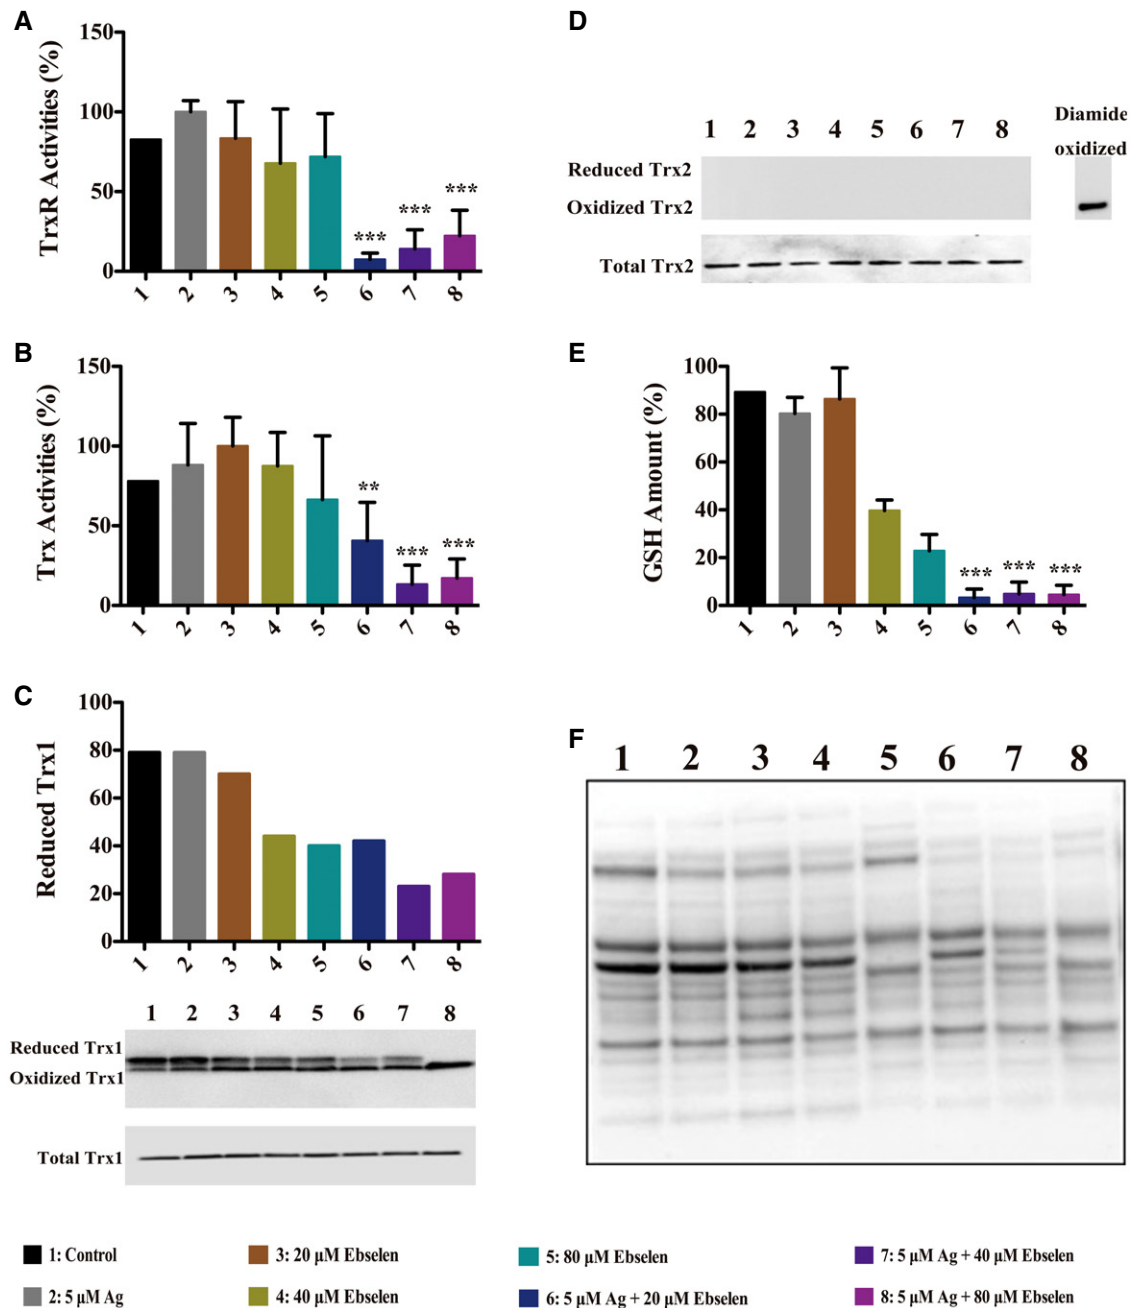 A
TrxR Activities (%)
150
100
50
0
1 2 3 4 5 6 7 8
*** *** ***
B
Trx Activities (%)
150
100
50
0
1 2 3 4 5 6 7 8
** *** ***
C
Reduced Trx1
100
80
60
40
20
0
1 2 3 4 5 6 7 8
1 2 3 4 5 6 7 8
Reduced Trx1
Oxidized Trx1
Total Trx1
D
1 2 3 4 5 6 7 8
Diamide
oxidized
Reduced Trx2
Oxidized Trx2
Total Trx2
E
GSH Amount (%)
100
80
60
40
20
0
1 2 3 4 5 6 7 8
*** *** ***
F
1 2 3 4 5 6 7 8
1: Control
2: 5 μM Ag
3: 20 μM Ebselen
4: 40 μM Ebselen
5: 80 μM Ebselen
6: 5 μM Ag + 20 μM Ebselen
7: 5 μM Ag + 40 μM Ebselen
8: 5 μM Ag + 80 μM Ebselen